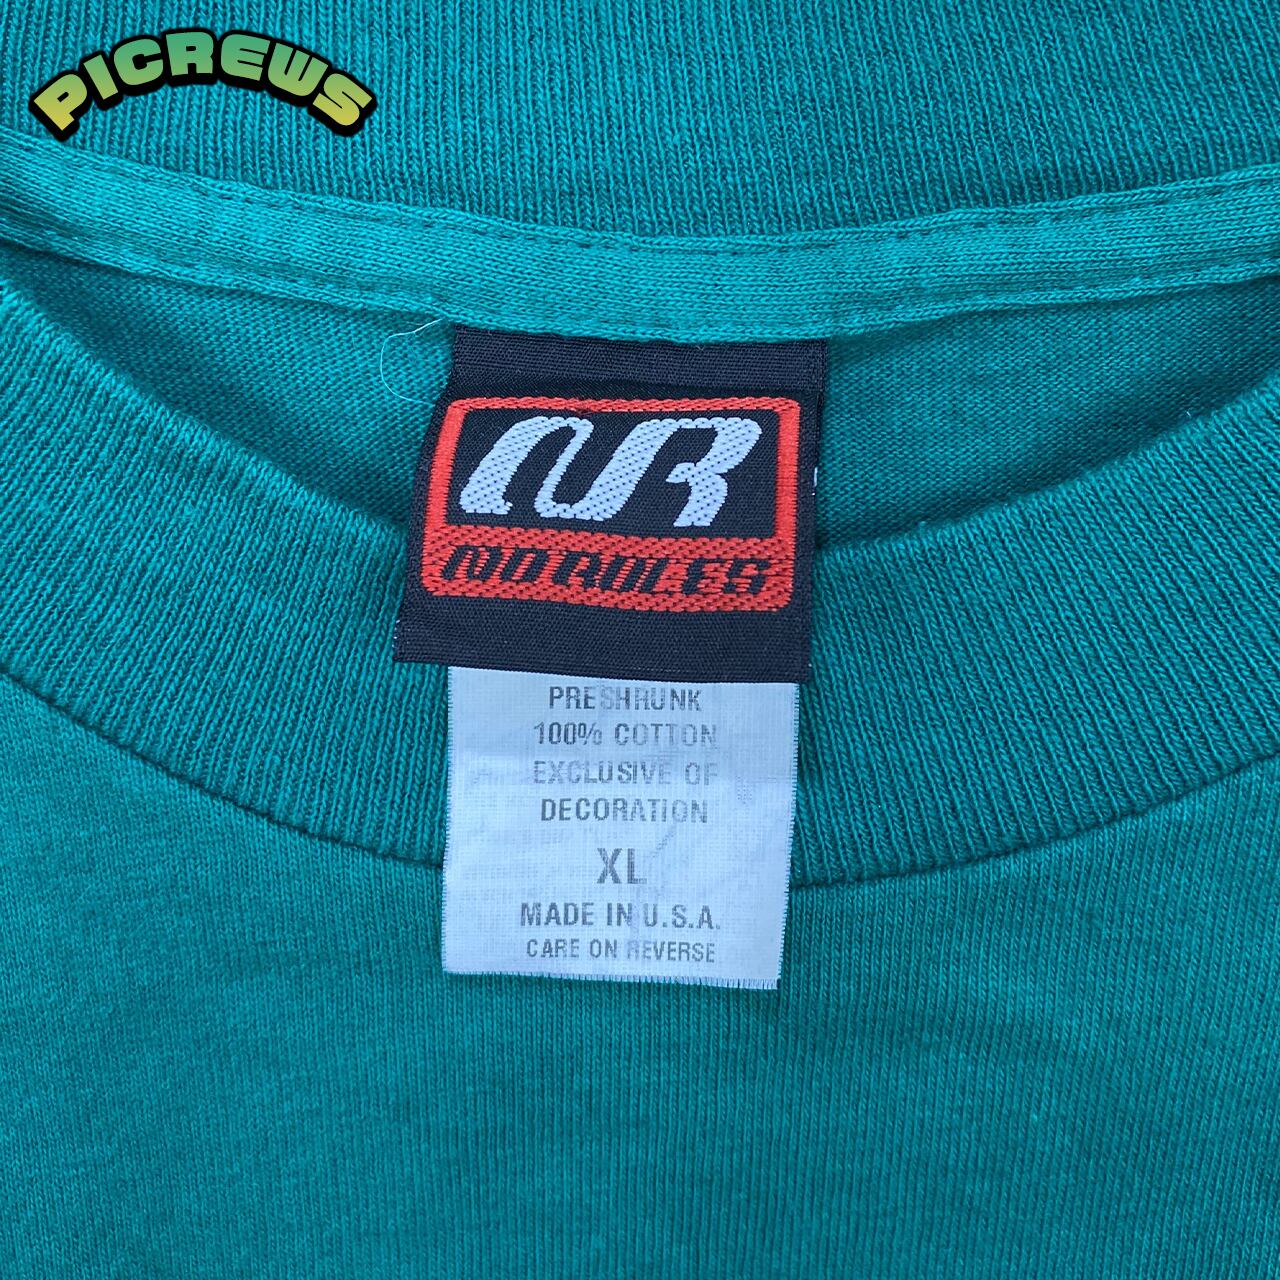 PICREWS
NR
NO RULES
PRESHRUNK
100% COTTON
EXCLUSIVE OF
DECORATION
XL
MADE IN U.S.A.
CARE ON REVERSE